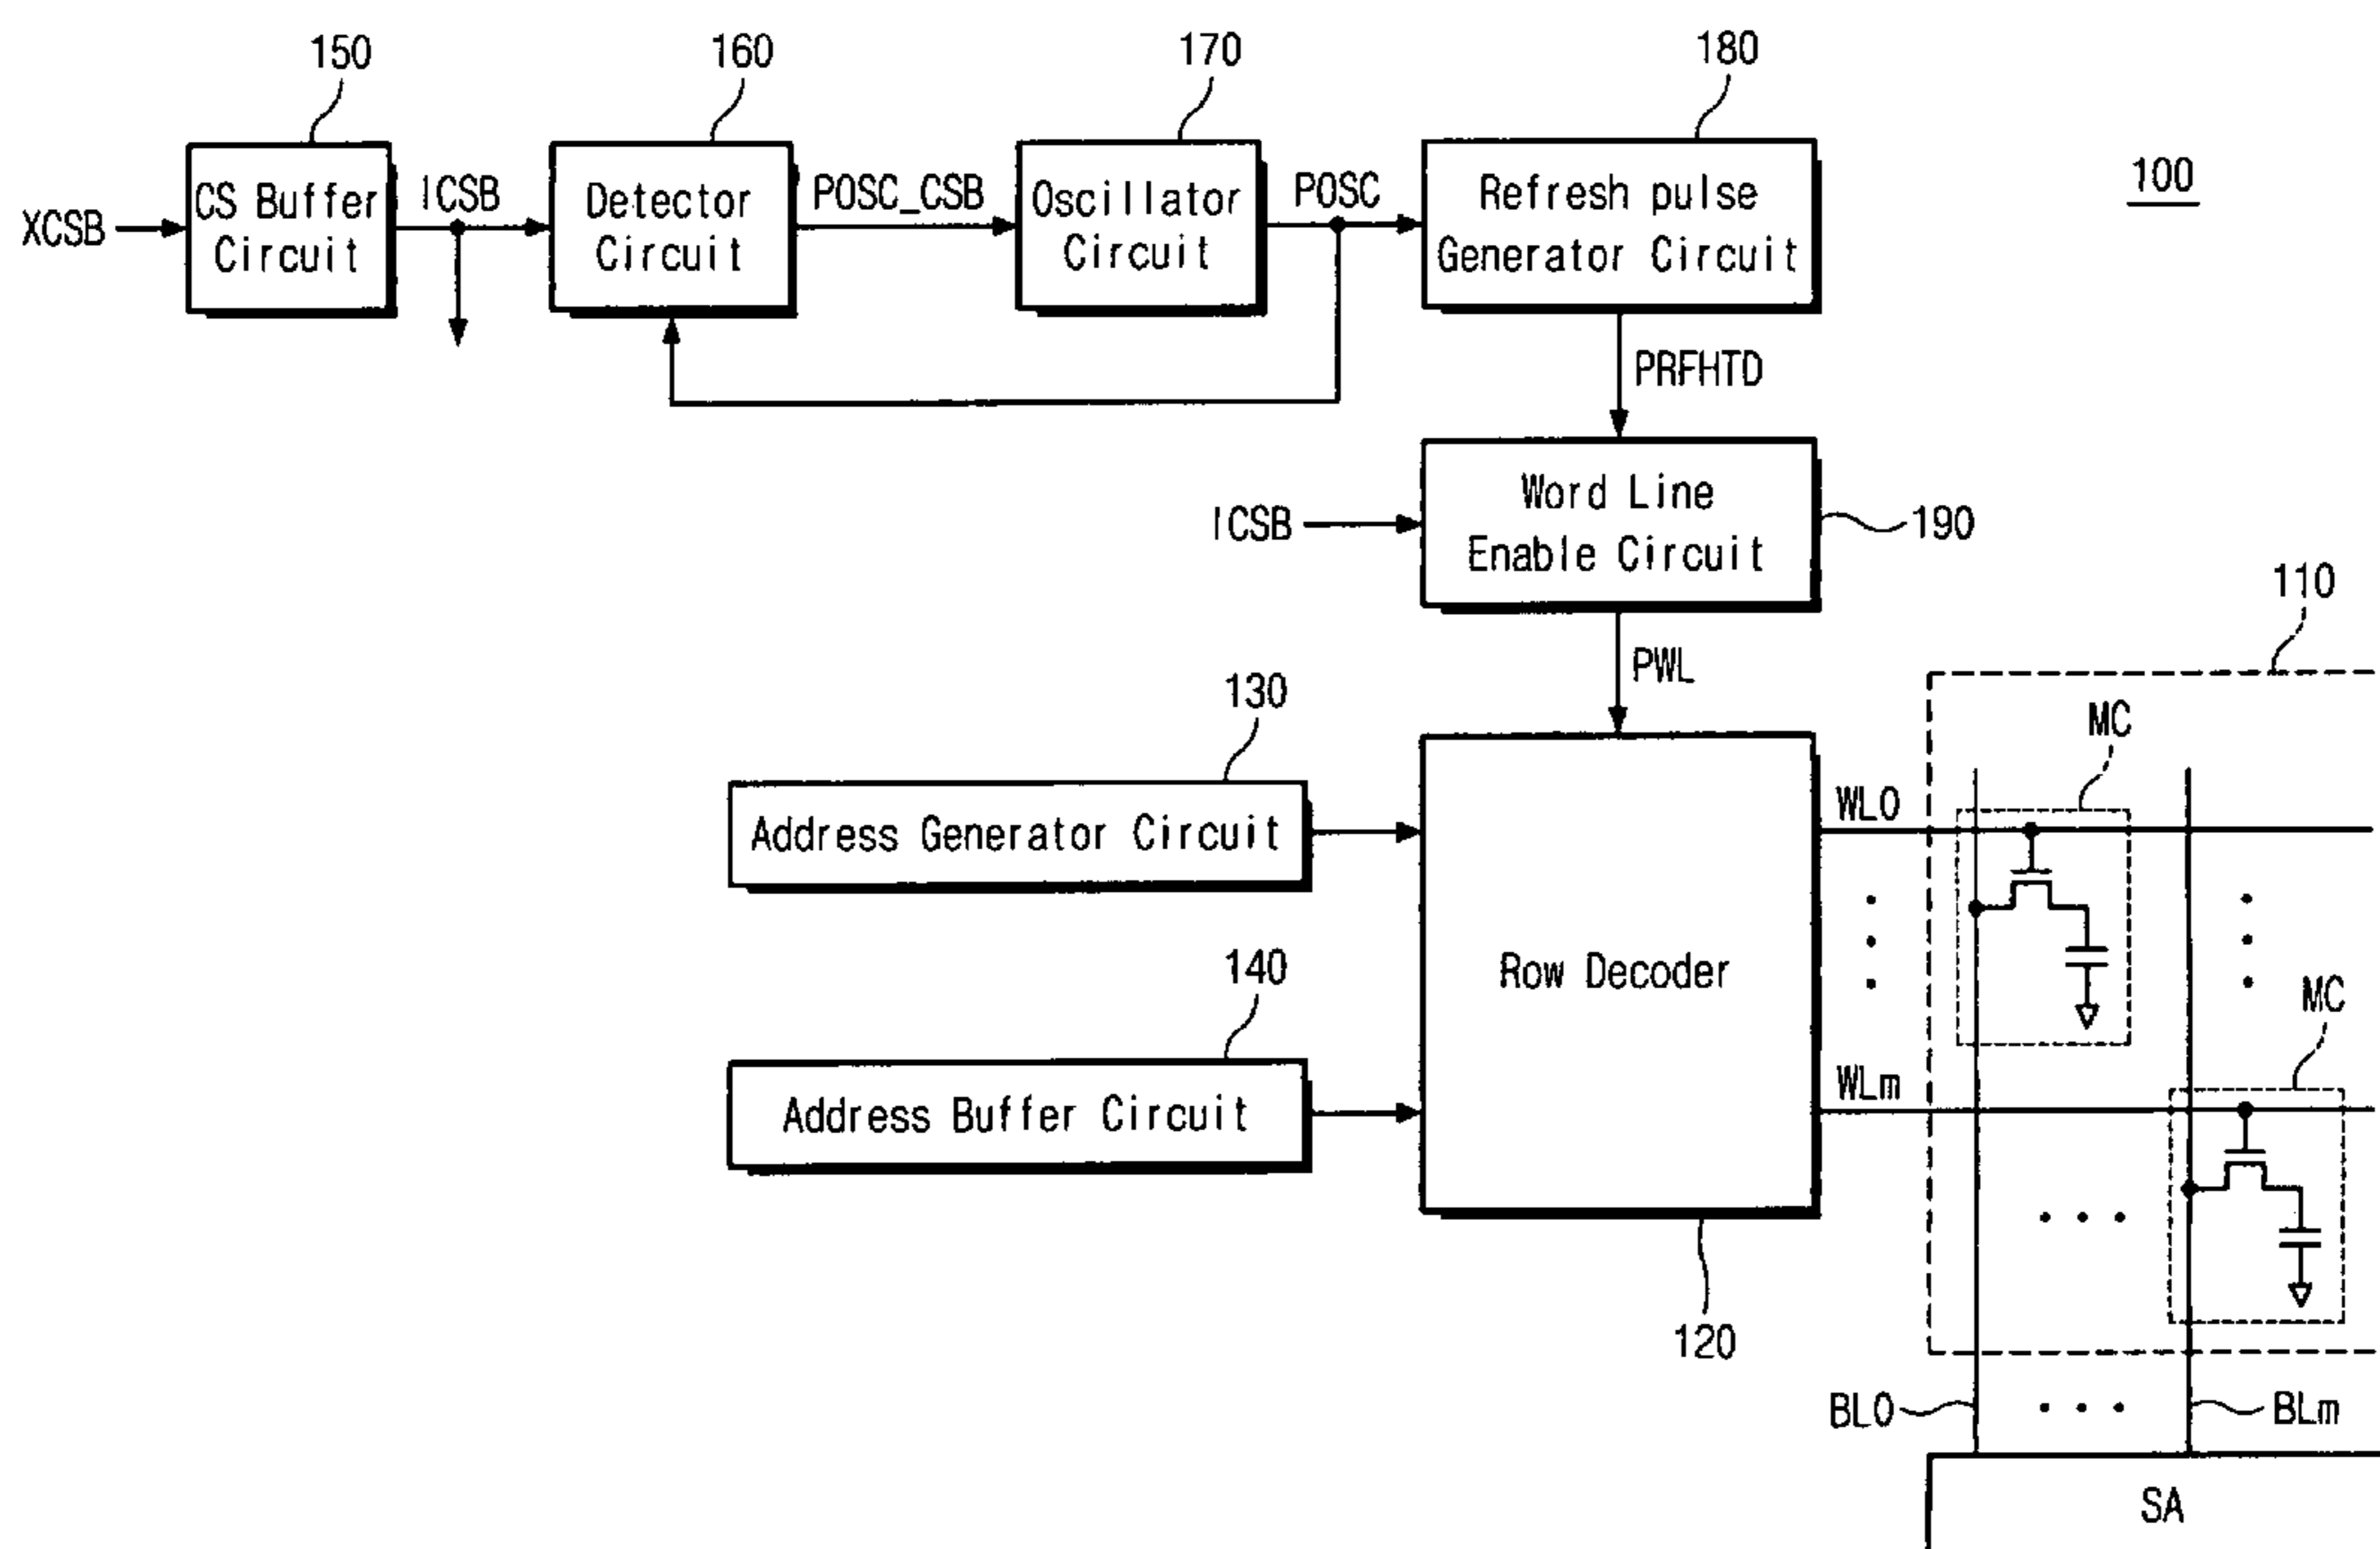 150
160
170
180
100
XCSB
CS Buffer
Circuit
ICSB
Detector
Circuit
POSC_CSB
Oscillator
Circuit
POSC
Refresh pulse
Generator Circuit
PRFHTD
ICSB
Word Line
Enable Circuit
190
110
PWL
130
MC
Address Generator Circuit
WL0
Row Decoder
140
MC
Address Buffer Circuit
WLm
120
BL0
BLm
SA